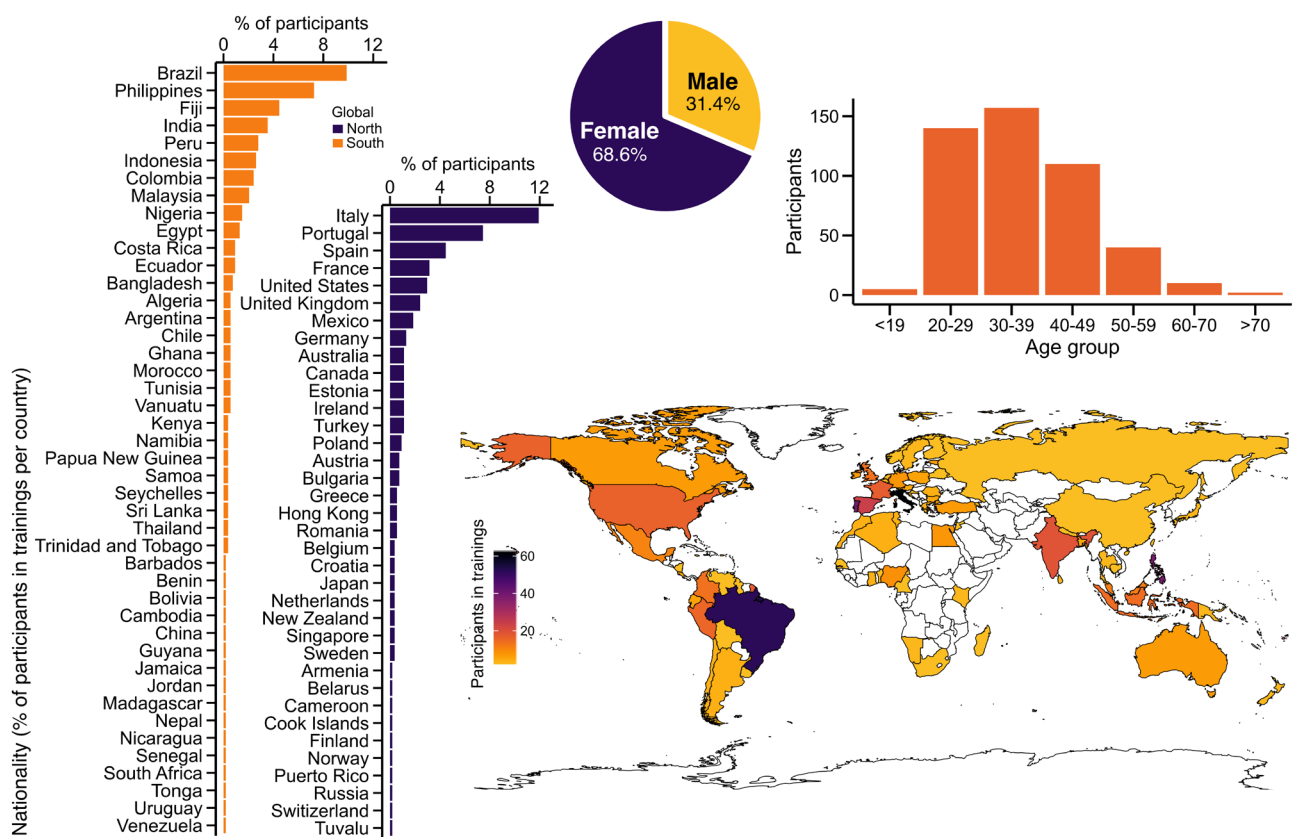 % of participants
0 4 8 12
Brazil
Philippines
Fiji
India
Peru
Indonesia
Colombia
Malaysia
Nigeria
Egypt
Costa Rica
Ecuador
Bangladesh
Algeria
Argentina
Chile
Ghana
Morocco
Tunisia
Vanuatu
Kenya
Namibia
Papua New Guinea
Samoa
Seychelles
Sri Lanka
Thailand
Trinidad and Tobago
Barbados
Benin
Bolivia
Cambodia
China
Guyana
Jamaica
Jordan
Madagascar
Nepal
Nicaragua
Senegal
South Africa
Tonga
Uruguay
Venezuela
Nationality (% of participants in trainings per country)
Global
North
South
% of participants
0 4 8 12
Italy
Portugal
Spain
France
United States
United Kingdom
Mexico
Germany
Australia
Canada
Estonia
Ireland
Turkey
Poland
Austria
Bulgaria
Greece
Hong Kong
Romania
Belgium
Croatia
Japan
Netherlands
New Zealand
Singapore
Sweden
Armenia
Belarus
Cameroon
Cook Islands
Finland
Norway
Puerto Rico
Russia
Switzerland
Tuvalu
Male
31.4%
Female
68.6%
Participants
150
100
50
0
<19 20-29 30-39 40-49 50-59 60-70 >70
Age group
Participants in trainings
60
40
20